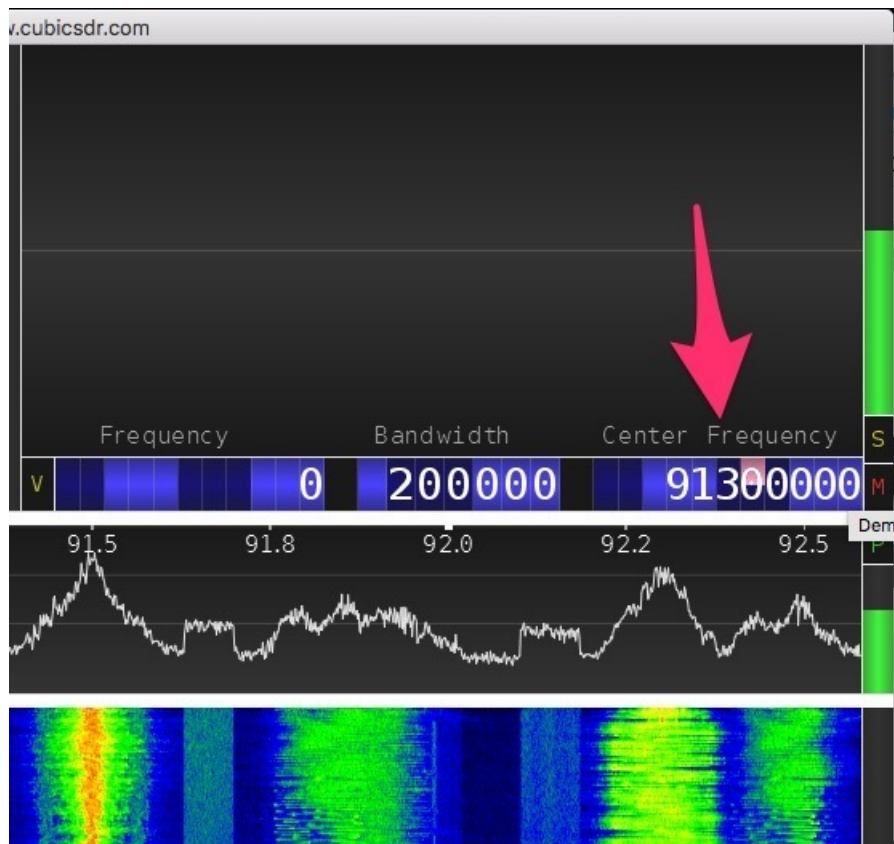 v.cubicsdr.com
Frequency Bandwidth Center Frequency S
V 0 200000 91300000 M
Dem
91.5 91.8 92.0 92.2 92.5 P